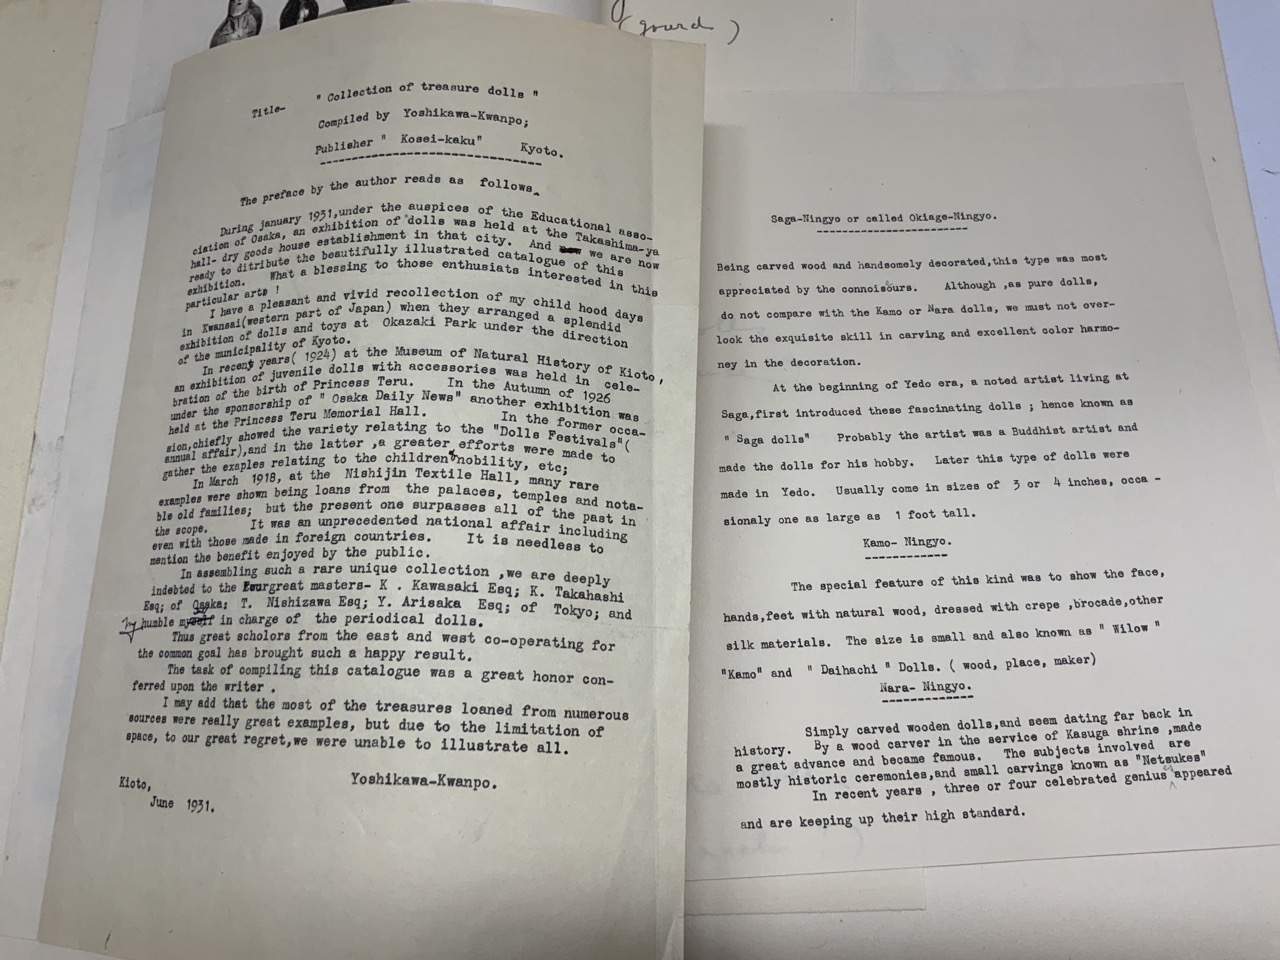 (gourd)
Title- " Collection of treasure dolls "
Compiled by Yoshikawa-Kwanpo;
Publisher " Kosei-kaku" Kyoto.
The preface by the author reads as follows.
During january 1931,under the auspices of the Educational asso-
ciation of Osaka, an exhibition of dolls was held at the Takashima-ya
hall- dry goods house establishment in that city. And we are now
ready to ditribute the beautifully illustrated catalogue of this
exhibition. What a blessing to those enthusiats interested in this
particular arts !
I have a pleasant and vivid recollection of my child hood days
in Kwansai(western part of Japan) when they arranged a splendid
exhibition of dolls and toys at Okazaki Park under the direction
of the municipality of Kyoto.
In recent years( 1924) at the Museum of Natural History of Kioto,
an exhibition of juvenile dolls with accessories was held in cele-
bration of the birth of Princess Teru. In the Autumn of 1926
under the sponsorship of " Osaka Daily News" another exhibition was
held at the Princess Teru Memorial Hall. In the former occa-
sion,chiefly showed the variety relating to the "Dolls Festivals"(
annual affair),and in the latter ,a greater efforts were made to
gather the exaples relating to the children nobility, etc;
In March 1918, at the Nishijin Textile Hall, many rare
examples were shown being loans from the palaces, temples and nota-
ble old families; but the present one surpasses all of the past in
the scope. It was an unprecedented national affair including
even with those made in foreign countries. It is needless to
mention the benefit enjoyed by the public.
In assembling such a rare unique collection ,we are deeply
indebted to the four great masters- K . Kawasaki Esq; K. Takahashi
Esq; of Osaka; T. Nishizawa Esq; Y. Arisaka Esq; of Tokyo; and
my humble myself in charge of the periodical dolls.
Thus great scholors from the east and west co-operating for
the common goal has brought such a happy result.
The task of compiling this catalogue was a great honor con-
ferred upon the writer .
I may add that the most of the treasures loaned from numerous
sources were really great examples, but due to the limitation of
space, to our great regret,we were unable to illustrate all.
Yoshikawa-Kwanpo.
Kioto,
June 1931.
Saga-Ningyo or called Okiage-Ningyo.
Being carved wood and handsomely decorated,this type was most
appreciated by the connoisours. Although ,as pure dolls,
do not compare with the Kamo or Nara dolls, we must not over-
look the exquisite skill in carving and excellent color harmo-
ney in the decoration.
At the beginning of Yedo era, a noted artist living at
Saga,first introduced these fascinating dolls ; hence known as
" Saga dolls" Probably the artist was a Buddhist artist and
made the dolls for his hobby. Later this type of dolls were
made in Yedo. Usually come in sizes of 3 or 4 inches, occa -
sionaly one as large as 1 foot tall.
Kamo- Ningyo.
The special feature of this kind was to show the face,
hands,feet with natural wood, dressed with crepe ,brocade,other
silk materials. The size is small and also known as " Wilow "
"Kamo" and " Daihachi " Dolls. ( wood, place, maker)
Nara- Ningyo.
Simply carved wooden dolls,and seem dating far back in
history. By a wood carver in the service of Kasuga shrine ,made
a great advance and became famous. The subjects involved are
mostly historic ceremonies,and small carvings known as "Netsukes"
In recent years , three or four celebrated genius appeared
and are keeping up their high standard.